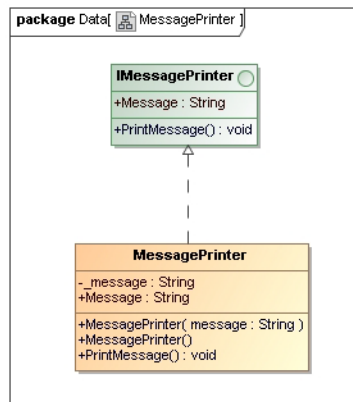 package Data[ MessagePrinter ]
IMessagePrinter
+Message : String
+PrintMessage() : void
MessagePrinter
-_message : String
+Message : String
+MessagePrinter( message : String )
+MessagePrinter()
+PrintMessage() : void